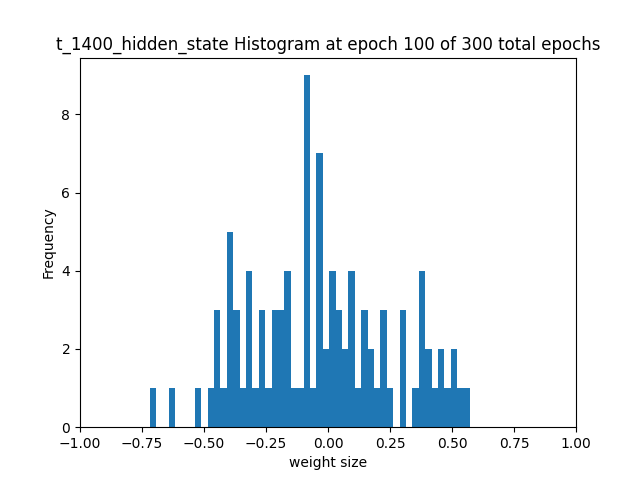 t_1400_hidden_state Histogram at epoch 100 of 300 total epochs
Frequency
8
6
4
2
0
−1.00 −0.75 −0.50 −0.25 0.00 0.25 0.50 0.75 1.00
weight size